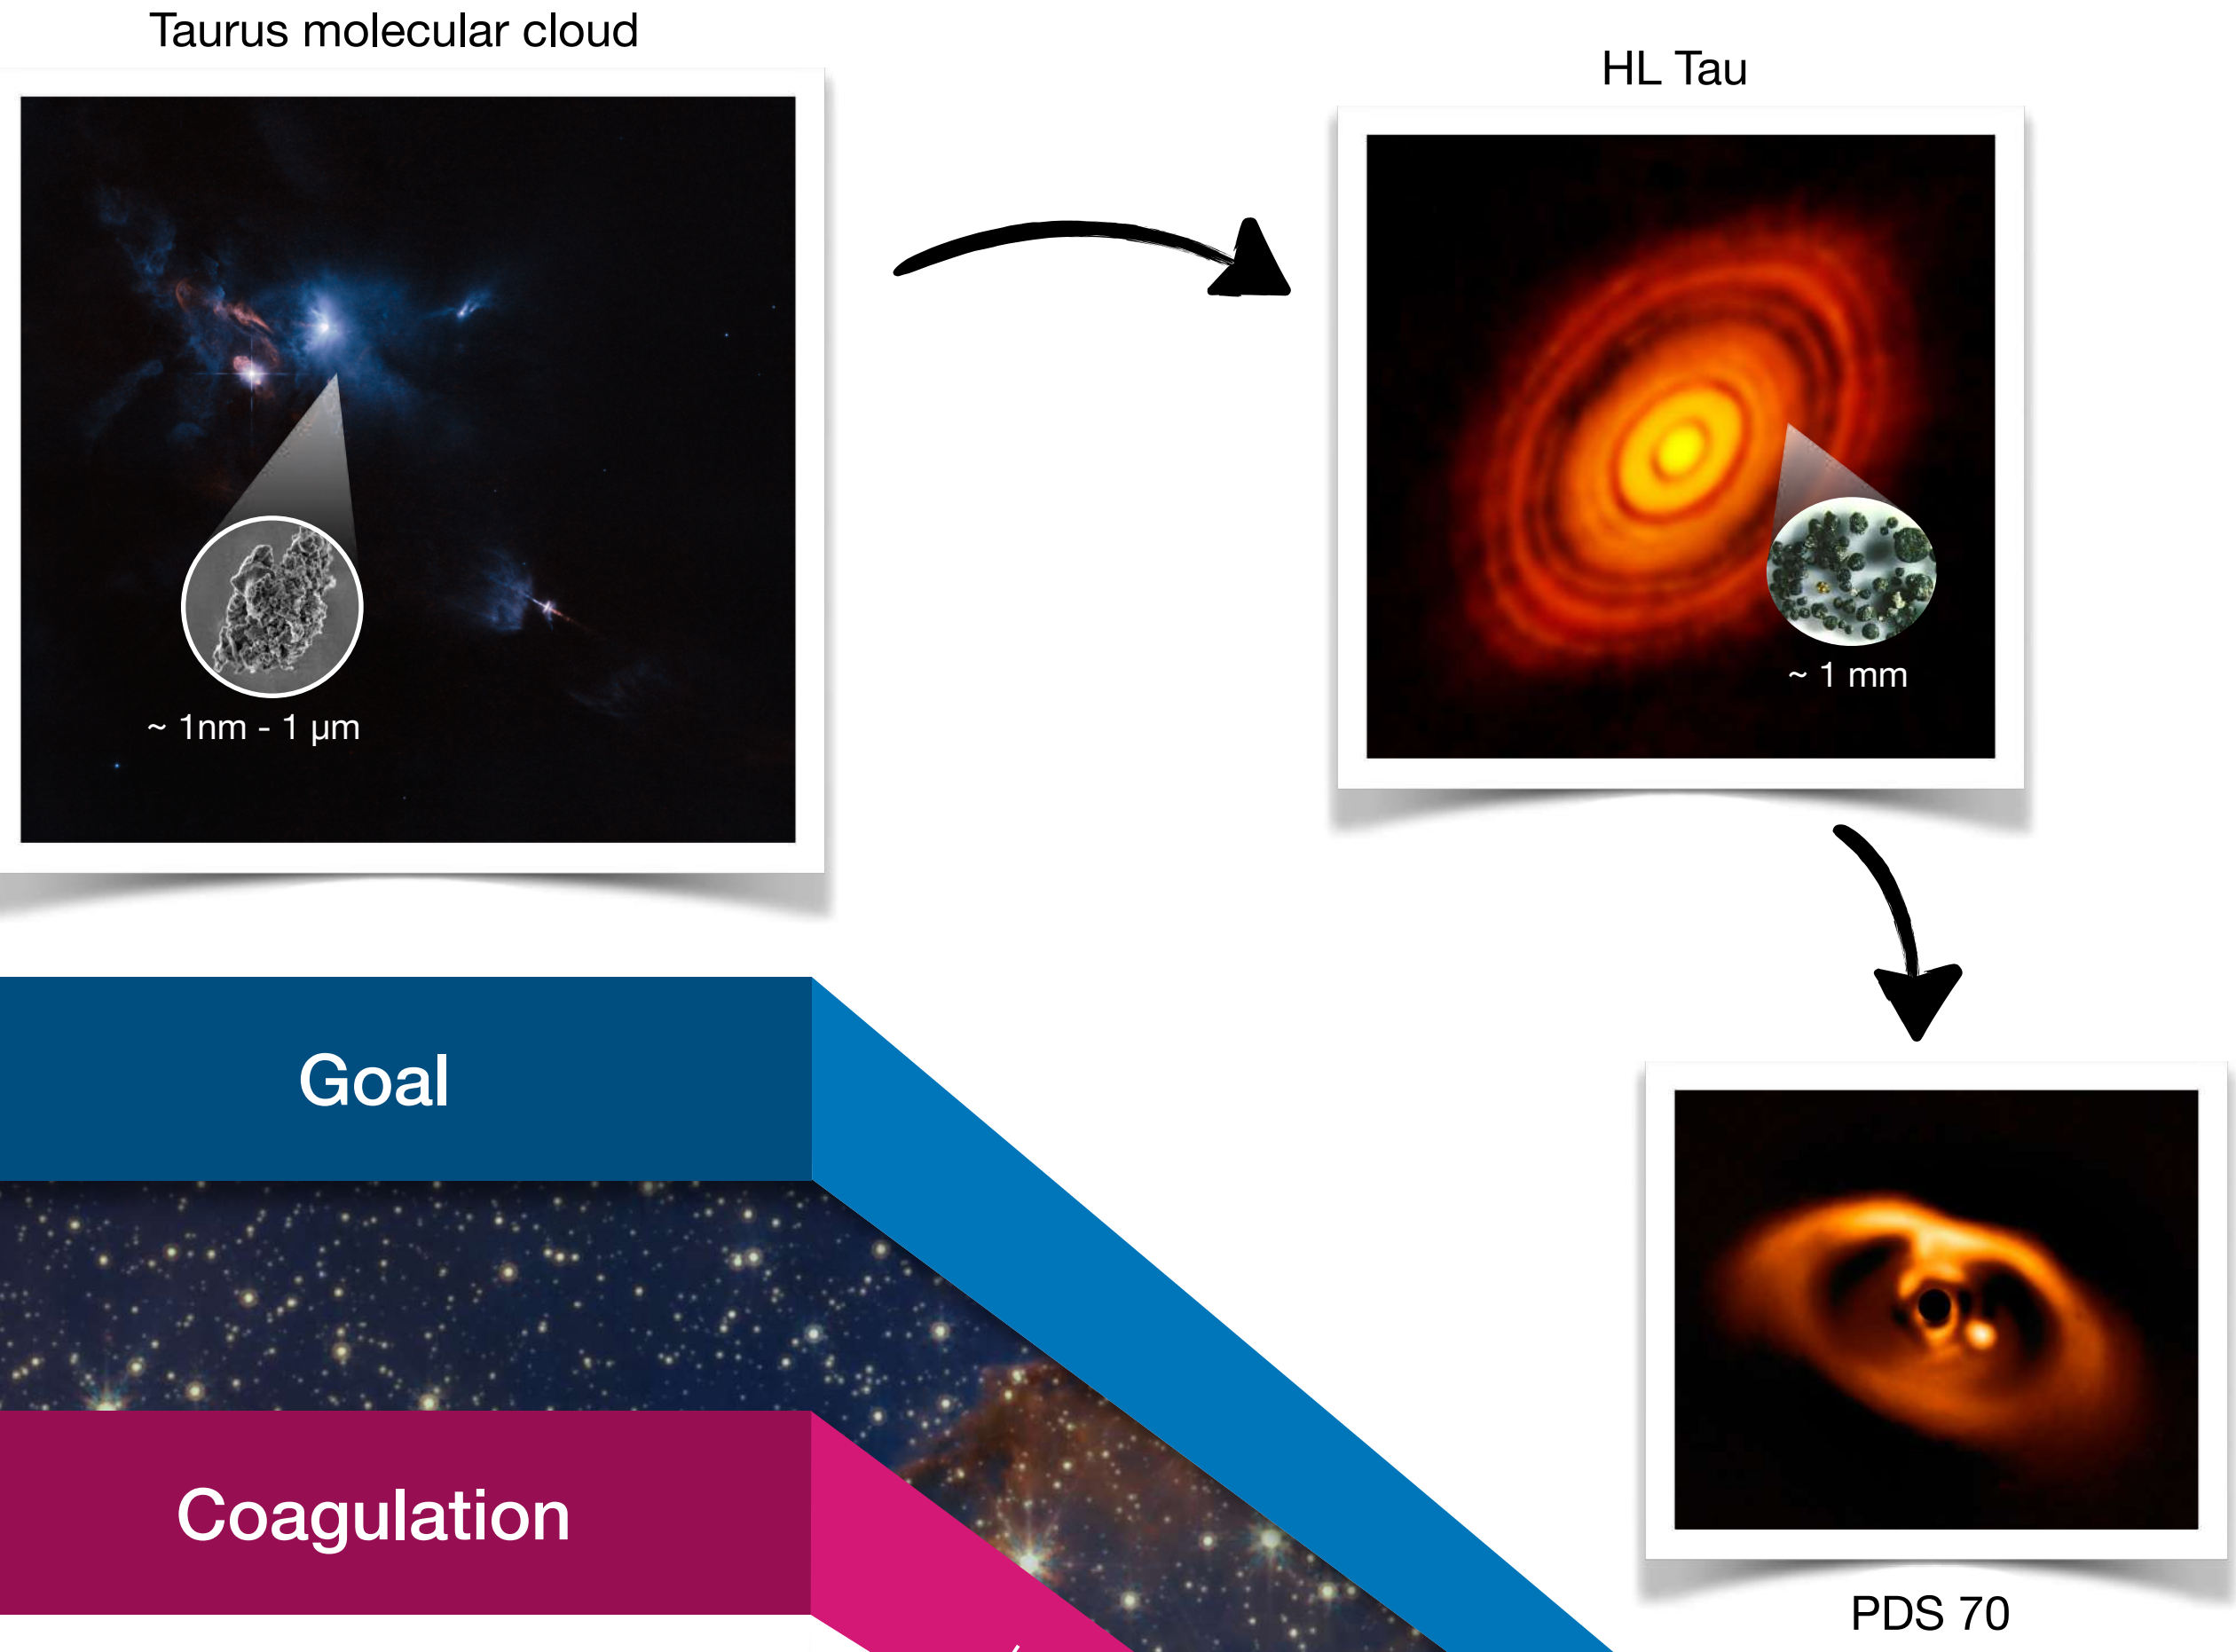 Taurus molecular cloud
HL Tau
~ 1 mm
~ 1nm - 1 µm
Goal
Coagulation
PDS 70